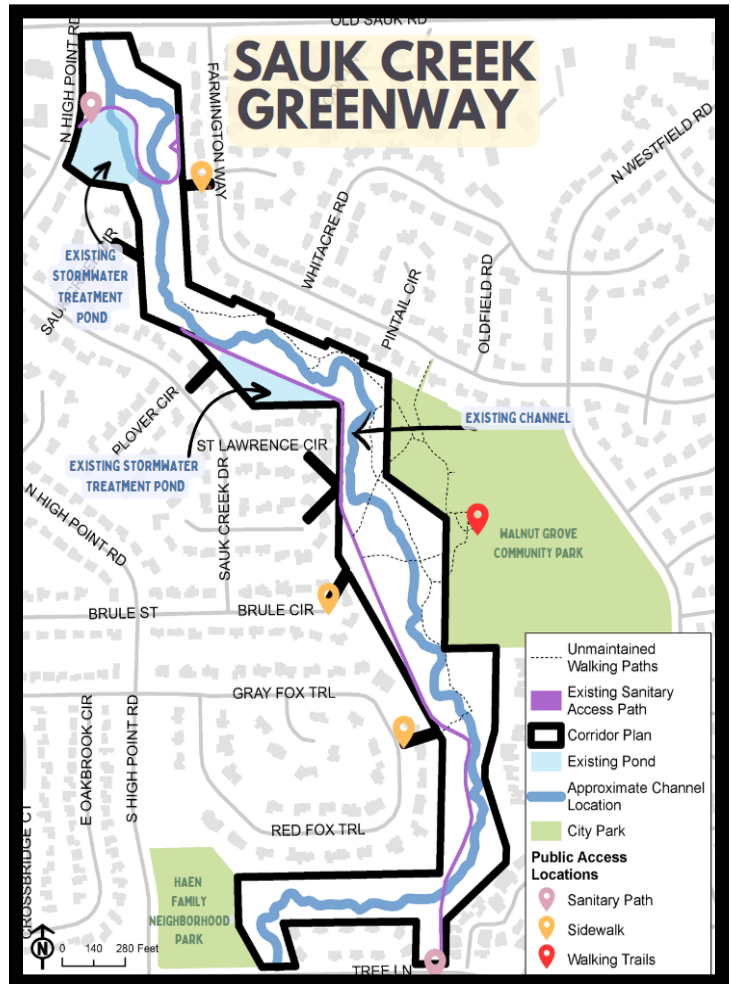 OLD SAUK RD
SAUK CREEK
GREENWAY
N HIGH POINT RD
FARMINGTON WAY
N WESTFIELD RD
WHITACRE RD
EXISTING
STORMWATER
TREATMENT
POND
PINTAIL CIR
OLDFIELD RD
PLOVER CIR
EXISTING CHANNEL
ST LAWRENCE CIR
EXISTING STORMWATER
TREATMENT POND
SAUK CREEK DR
N HIGH POINT RD
WALNUT GROVE
COMMUNITY PARK
BRULE ST
BRULE CIR
GRAY FOX TRL
E OAKBROOK CIR
S HIGH POINT RD
RED FOX TRL
CROSSBRIDGE CT
HAEN
FAMILY
NEIGHBORHOOD
PARK
N
0 140 280 Feet
TREE LN
Unmaintained
Walking Paths
Existing Sanitary
Access Path
Corridor Plan
Existing Pond
Approximate Channel
Location
City Park
Public Access
Locations
Sanitary Path
Sidewalk
Walking Trails